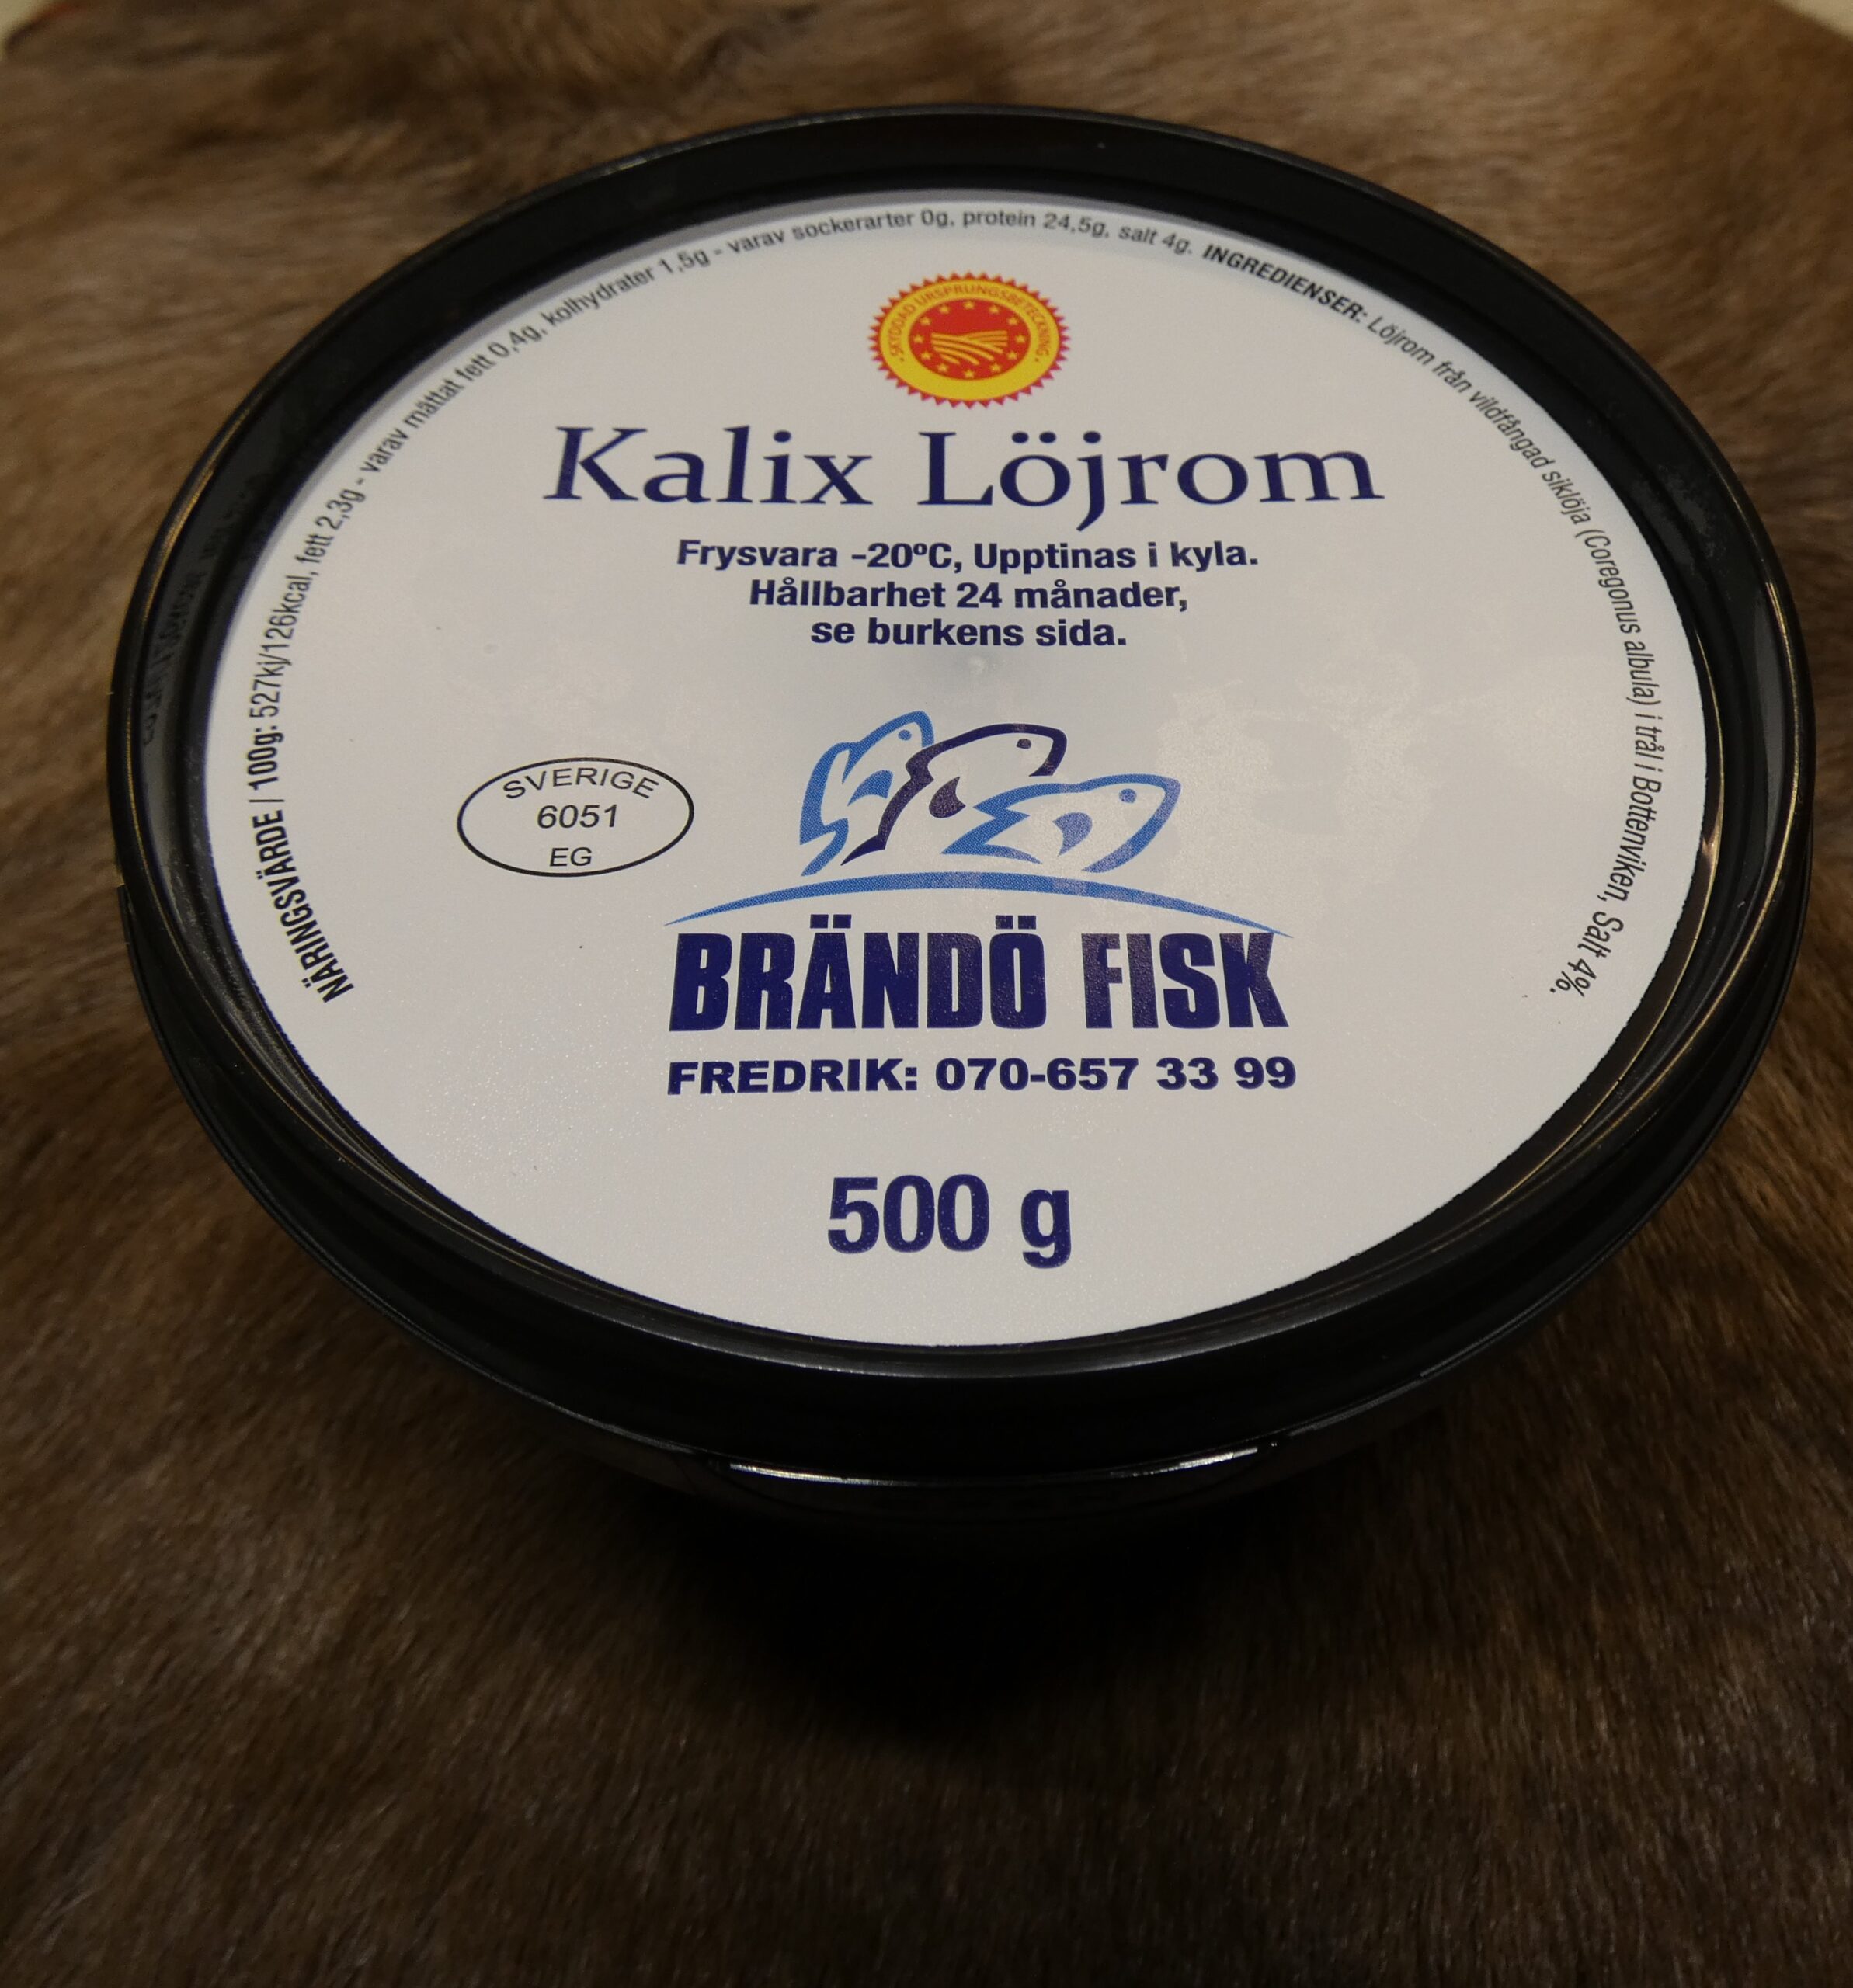 NÄRINGSVÄRDE | 100g: 527kj/126kcal, fett 2,3g - varav mättat fett 0,4g, kolhydrater 1,5g - varav sockerarter 0g, protein 24,5g, salt 4g. INGREDIENSER: Löjrom från vildfångad siklöja (Coregonus albula) i trål i Bottenviken, Salt 4%.
SKYDDAD URSPRUNGSBETECKNING
Kalix Löjrom
Frysvara -20ºC, Upptinas i kyla.
Hållbarhet 24 månader,
se burkens sida.
SVERIGE
6051
EG
BRÄNDÖ FISK
FREDRIK: 070-657 33 99
500 g